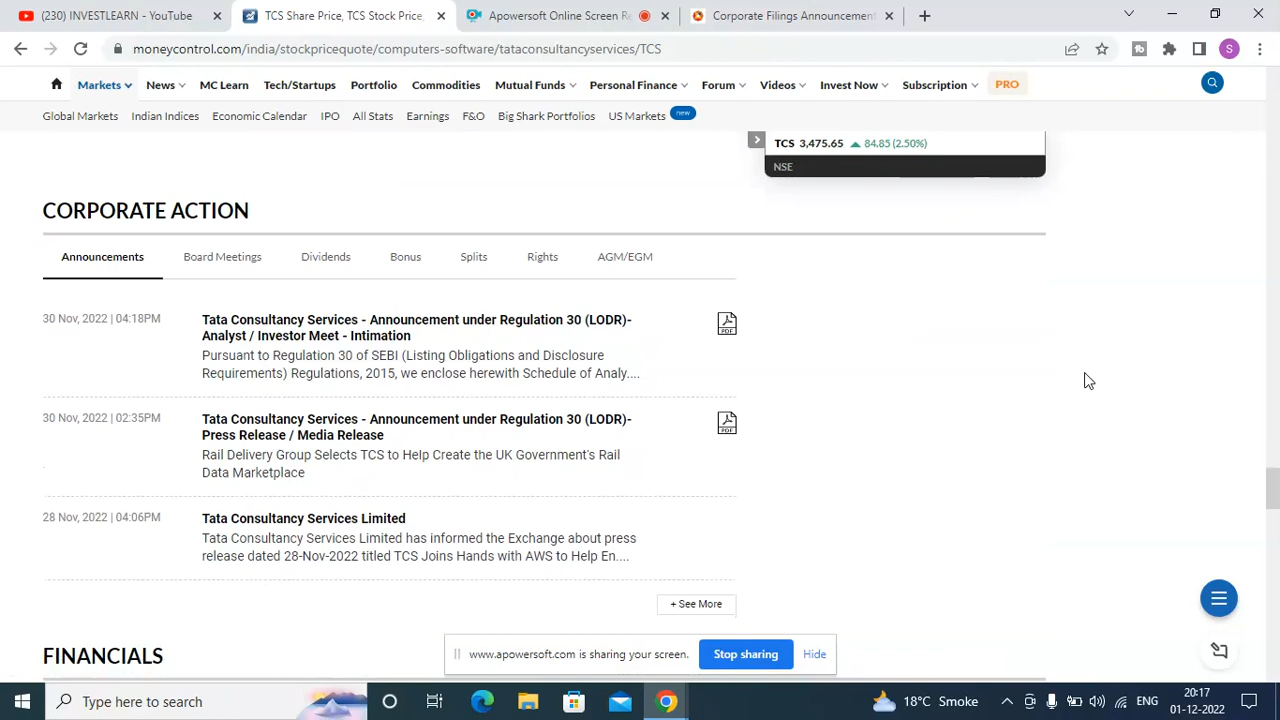 (230) INVESTLEARN - YouTube
TCS Share Price, TCS Stock Price,
Apowersoft Online Screen Re
Corporate Filings Announcement
moneycontrol.com/india/stockpricequote/computers-software/tataconsultancyservices/TCS
S
Markets News MC Learn Tech/Startups Portfolio Commodities Mutual Funds Personal Finance Forum Videos Invest Now Subscription PRO
Global Markets Indian Indices Economic Calendar IPO All Stats Earnings F&O Big Shark Portfolios US Markets new
TCS 3,475.65 84.85 (2.50%)
NSE
CORPORATE ACTION
Announcements Board Meetings Dividends Bonus Splits Rights AGM/EGM
30 Nov, 2022 | 04:18PM
Tata Consultancy Services - Announcement under Regulation 30 (LODR)-
Analyst / Investor Meet - Intimation
Pursuant to Regulation 30 of SEBI (Listing Obligations and Disclosure
Requirements) Regulations, 2015, we enclose herewith Schedule of Analy....
PDF
30 Nov, 2022 | 02:35PM
Tata Consultancy Services - Announcement under Regulation 30 (LODR)-
Press Release / Media Release
Rail Delivery Group Selects TCS to Help Create the UK Government's Rail
Data Marketplace
PDF
28 Nov, 2022 | 04:06PM
Tata Consultancy Services Limited
Tata Consultancy Services Limited has informed the Exchange about press
release dated 28-Nov-2022 titled TCS Joins Hands with AWS to Help En....
+ See More
FINANCIALS
www.apowersoft.com is sharing your screen.
Stop sharing
Hide
Type here to search
18°C Smoke
ENG
20:17
01-12-2022